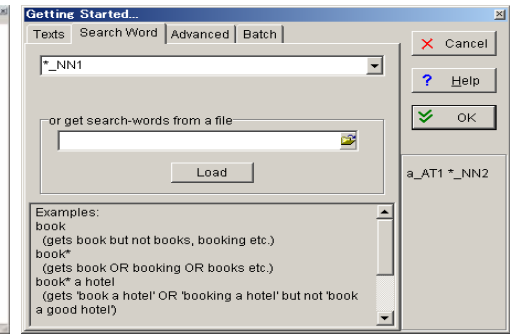 Getting Started...
Texts Search Word Advanced Batch
*_NN1
or get search-words from a file
Load
Examples:
book
(gets book but not books, booking etc.)
book*
(gets book OR booking OR books etc.)
book* a hotel
(gets 'book a hotel' OR 'booking a hotel' but not 'book
a good hotel')
Cancel
? Help
OK
a_AT1 *_NN2